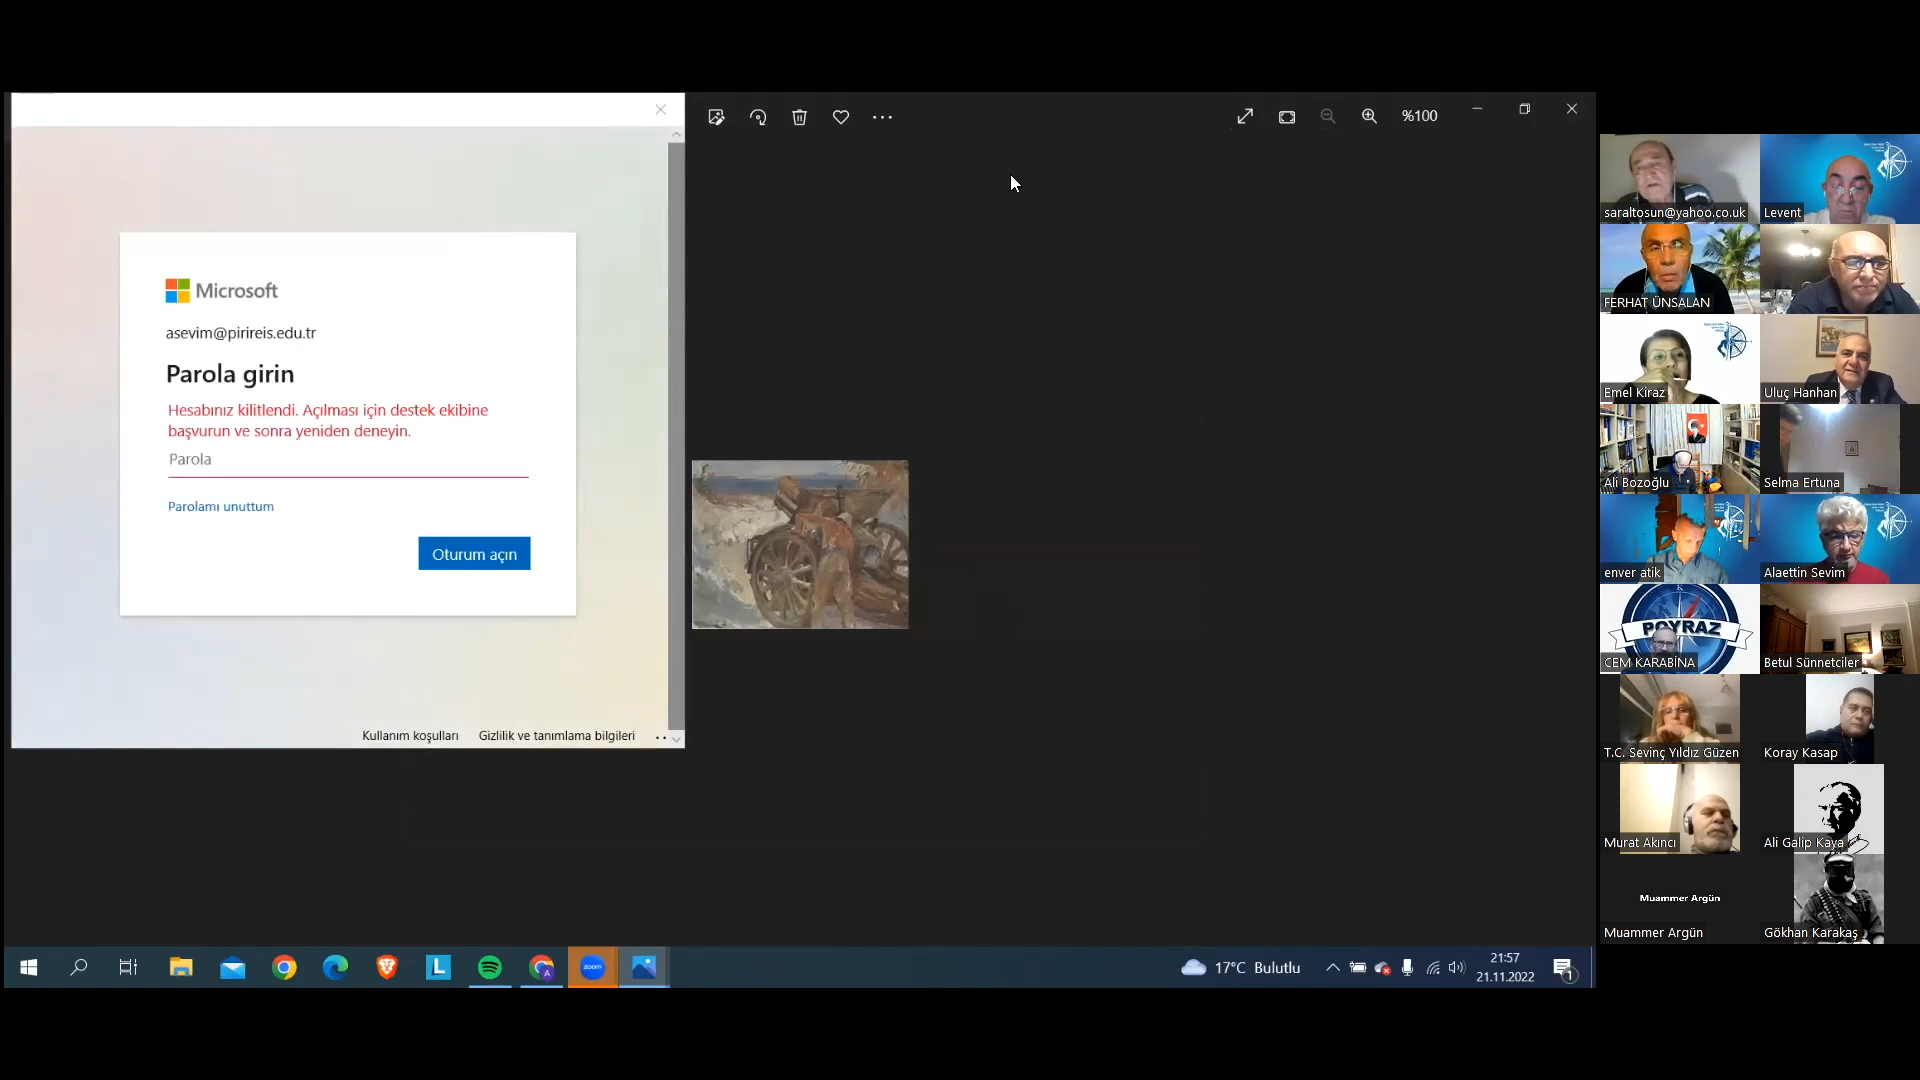 %100
Microsoft
asevim@pirireis.edu.tr
Parola girin
Hesabınız kilitlendi. Açılması için destek ekibine
başvurun ve sonra yeniden deneyin.
Parola
Parolamı unuttum
Oturum açın
Kullanım koşulları
Gizlilik ve tanımlama bilgileri
saraltosun@yahoo.co.uk
Levent
FERHAT ÜNSALAN
Emel Kiraz
Uluç Hanhan
Ali Bozoğlu
Selma Ertuna
enver atik
Alaettin Sevim
POYRAZ
CEM KARABİNA
Betul Sünnetciler
T.C. Sevinç Yıldız Güzen
Koray Kasap
Murat Akıncı
Ali Galip Kaya
Muammer Argün
Muammer Argün
Gökhan Karakaş
L
A
zoom
17°C Bulutlu
21:57
21.11.2022
1